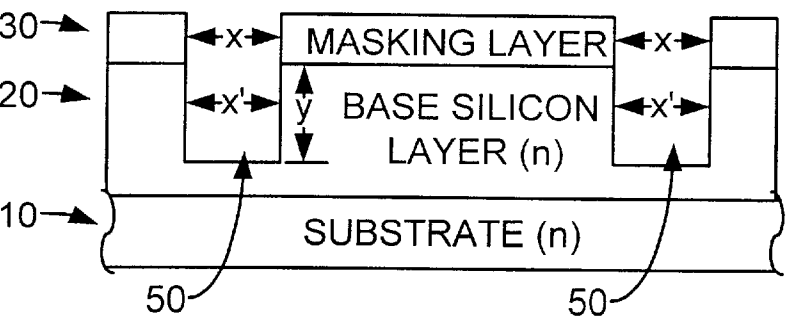 30 x MASKING LAYER x
20 x' y BASE SILICON x'
LAYER (n)
10 SUBSTRATE (n)
50 50